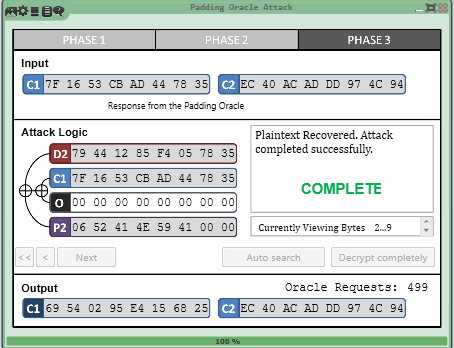 Padding Oracle Attack
PHASE 1 PHASE 2 PHASE 3
Input
C1 7F 16 53 CB AD 44 78 35 C2 EC 40 AC AD DD 97 4C 94
Response from the Padding Oracle
Attack Logic
D2 79 44 12 85 F4 05 78 35
C1 7F 16 53 CB AD 44 78 35
O 00 00 00 00 00 00 00 00
P2 06 52 41 4E 59 41 00 00
Plaintext Recovered. Attack
completed successfully.
COMPLETE
Currently Viewing Bytes 2...9
<< < Next Auto search Decrypt completely
Output Oracle Requests: 499
C1 69 54 02 95 E4 15 68 25 C2 EC 40 AC AD DD 97 4C 94
100 %